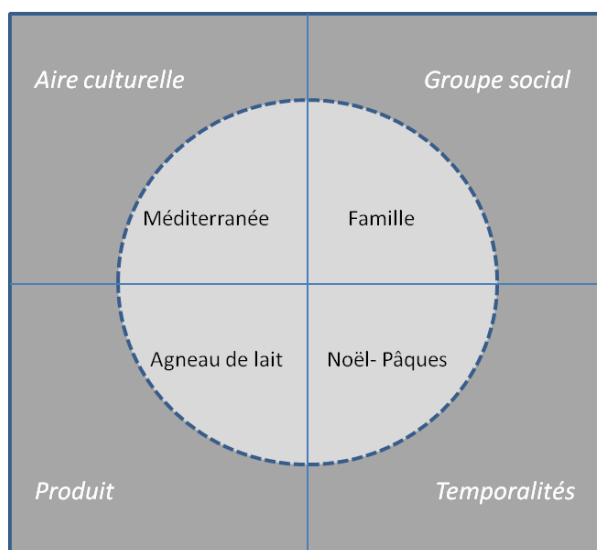 Aire culturelle
Groupe social
Méditerranée
Famille
Agneau de lait
Noël- Pâques
Produit
Temporalités